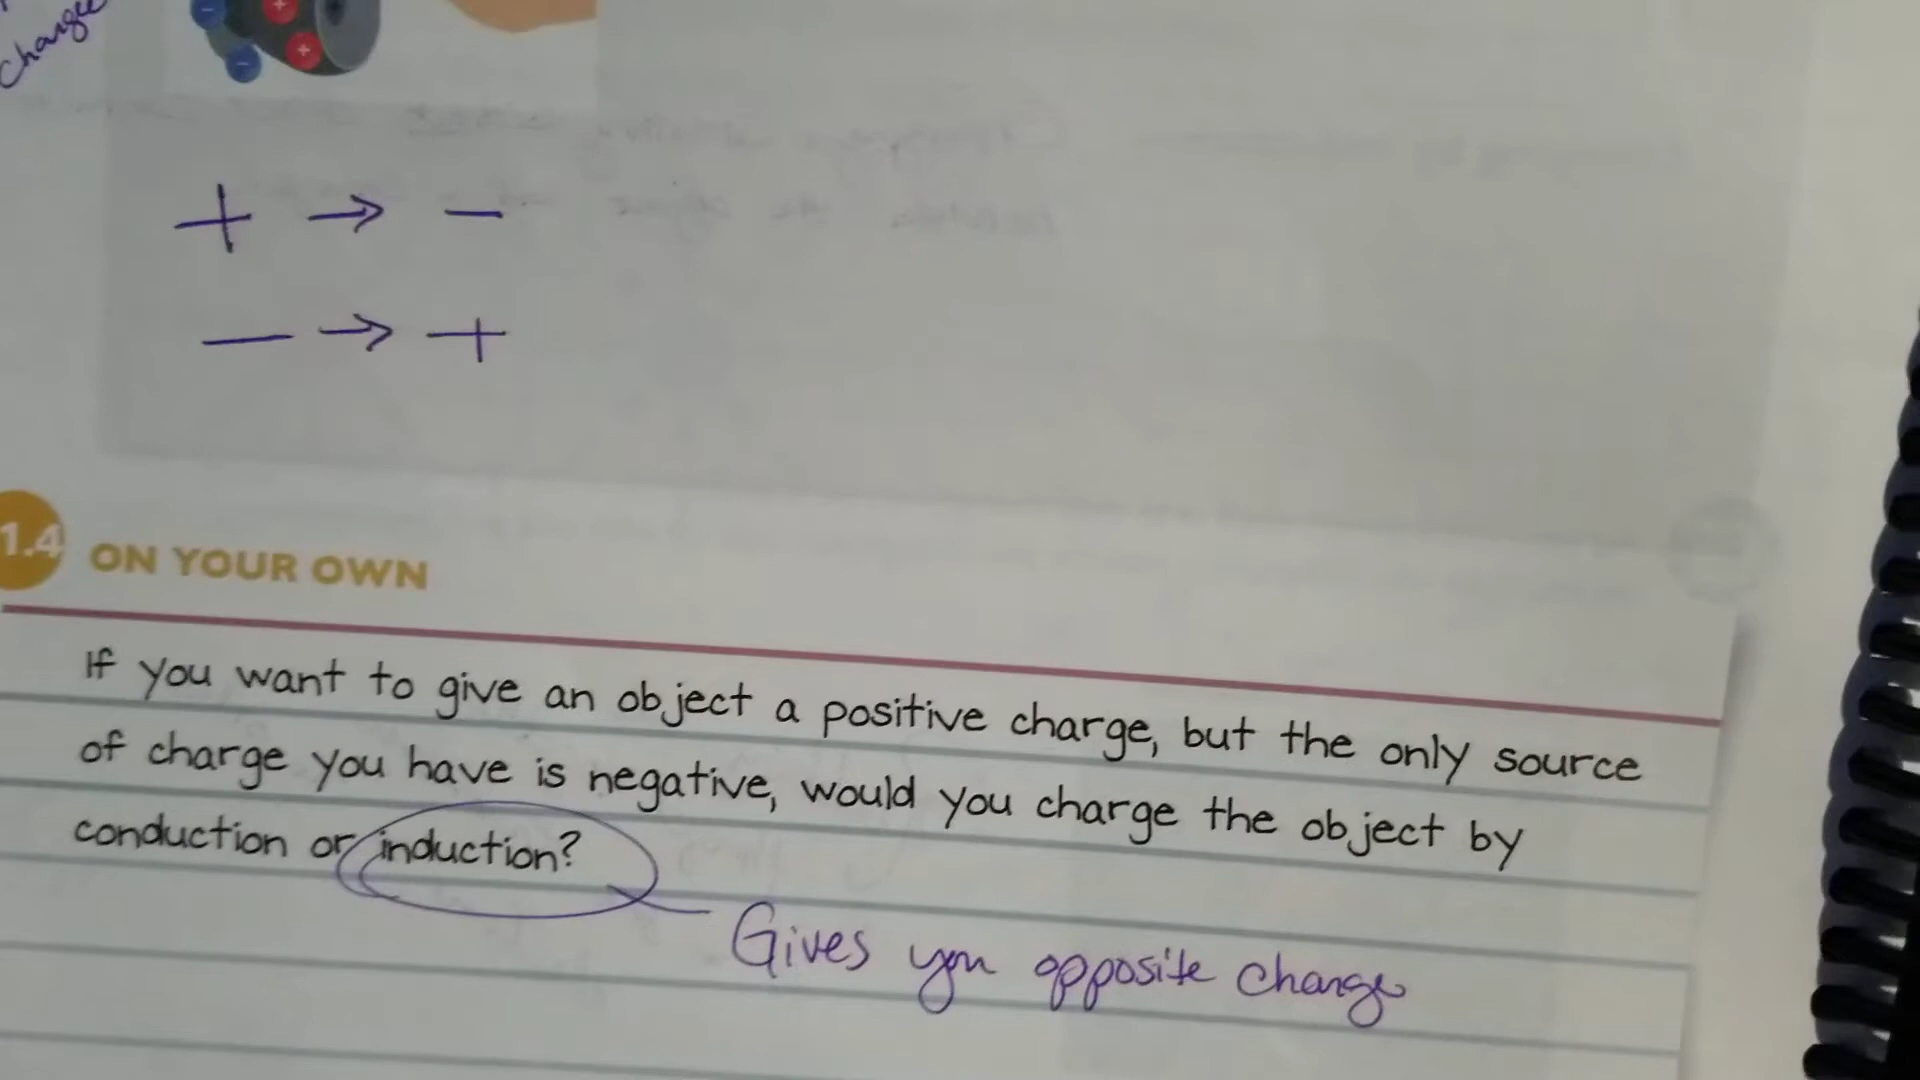 Charge
+ → -
- → +
1.4 ON YOUR OWN
If you want to give an object a positive charge, but the only source
of charge you have is negative, would you charge the object by
conduction or induction?
Gives you opposite charge